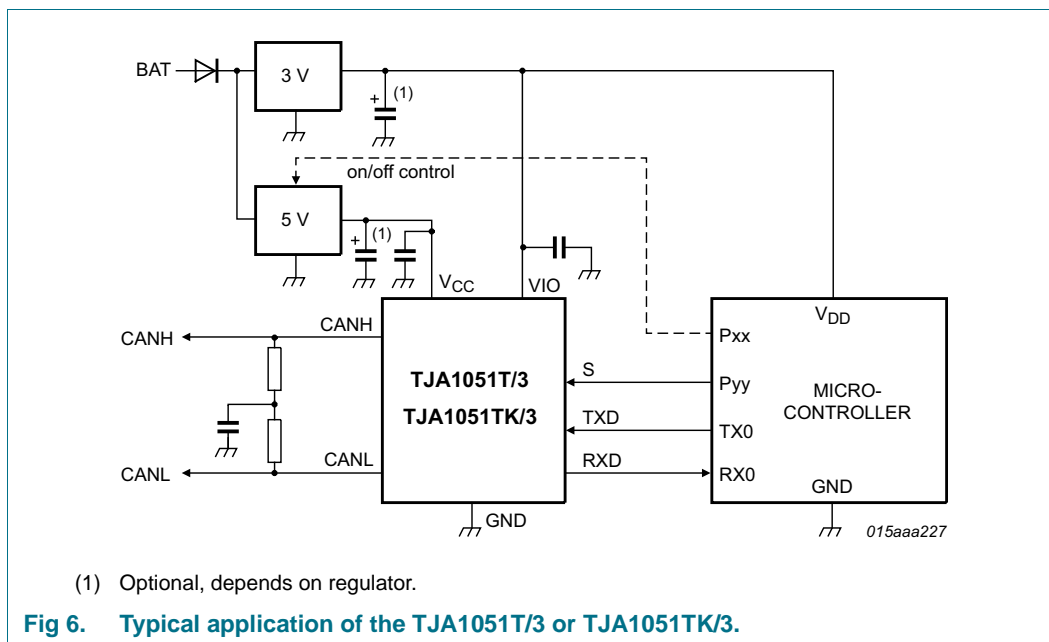 BAT
3 V
+
(1)
on/off control
5 V
+
(1)
VCC
VIO
VDD
CANH
CANH
Pxx
TJA1051T/3
TJA1051TK/3
S
Pyy
MICRO-
CONTROLLER
TXD
TX0
CANL
CANL
RXD
RX0
GND
GND
015aaa227
(1) Optional, depends on regulator.
Fig 6. Typical application of the TJA1051T/3 or TJA1051TK/3.